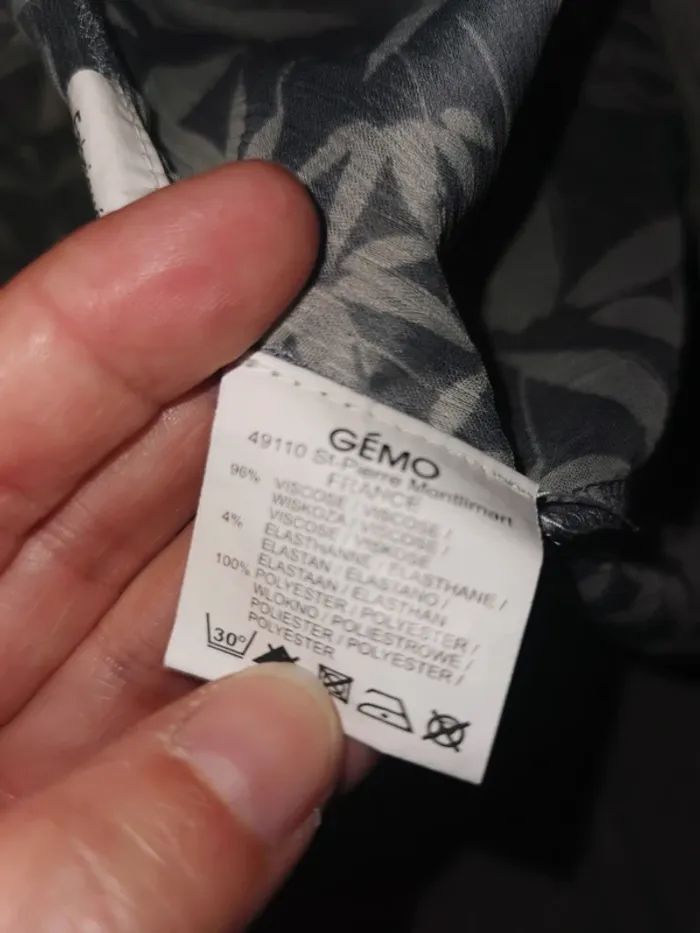 GÉMO
49110 St-Pierre Montlimart
FRANCE
96% VISCOSE / VISCOSE /
WISKOZA / VISCOSE /
VISCOSE / VISKOSE
4% ELASTHANNE / ELASTHANE /
ELASTAN / ELASTANO /
ELASTAAN / ELASTHAN
100% POLYESTER / POLYESTER /
WLOKNO / POLIESTROWE /
POLIESTER / POLYESTER /
POLYESTER
30°